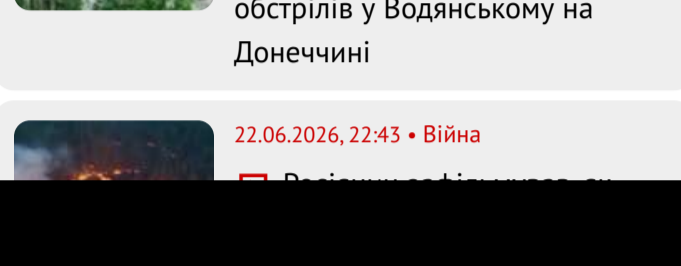 обстрілів у Водянському на
Донеччині
22.06.2026, 22:43 • Війна